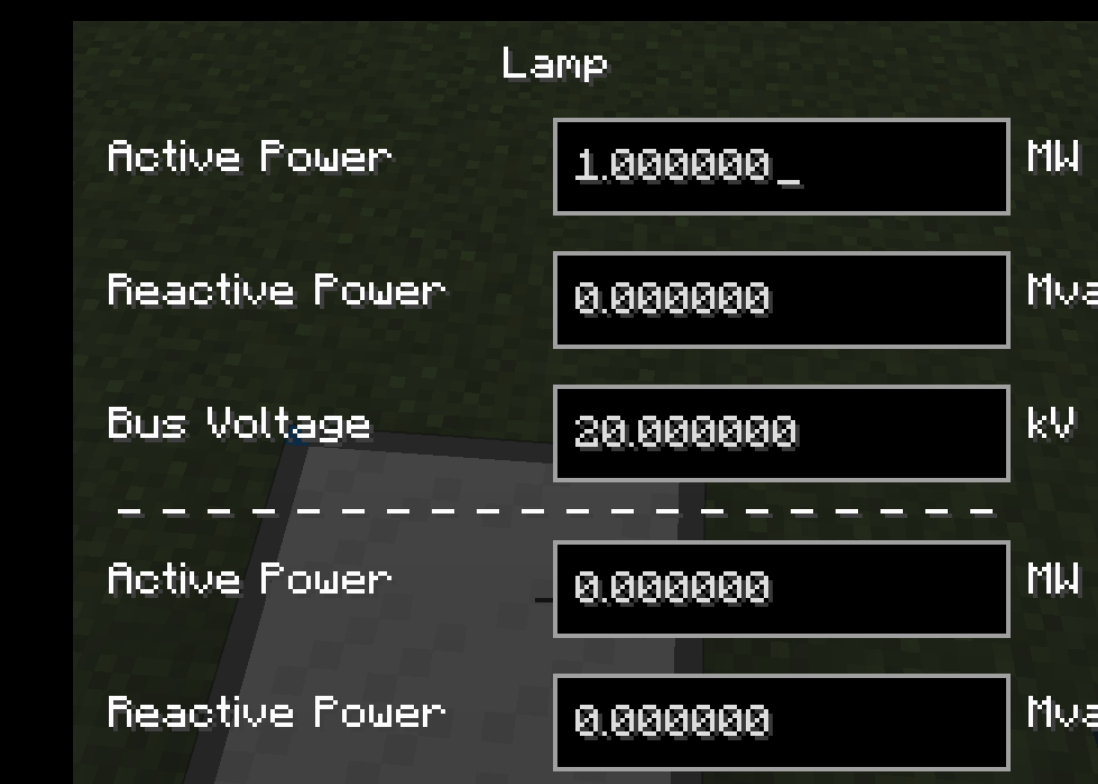 Lamp
Active Power 1.000000_ MW
Reactive Power 0.000000 Mva
Bus Voltage 20.000000 kV
- - - - - - - - - - - - - - - - - - - -
Active Power 0.000000 MW
Reactive Power 0.000000 Mva